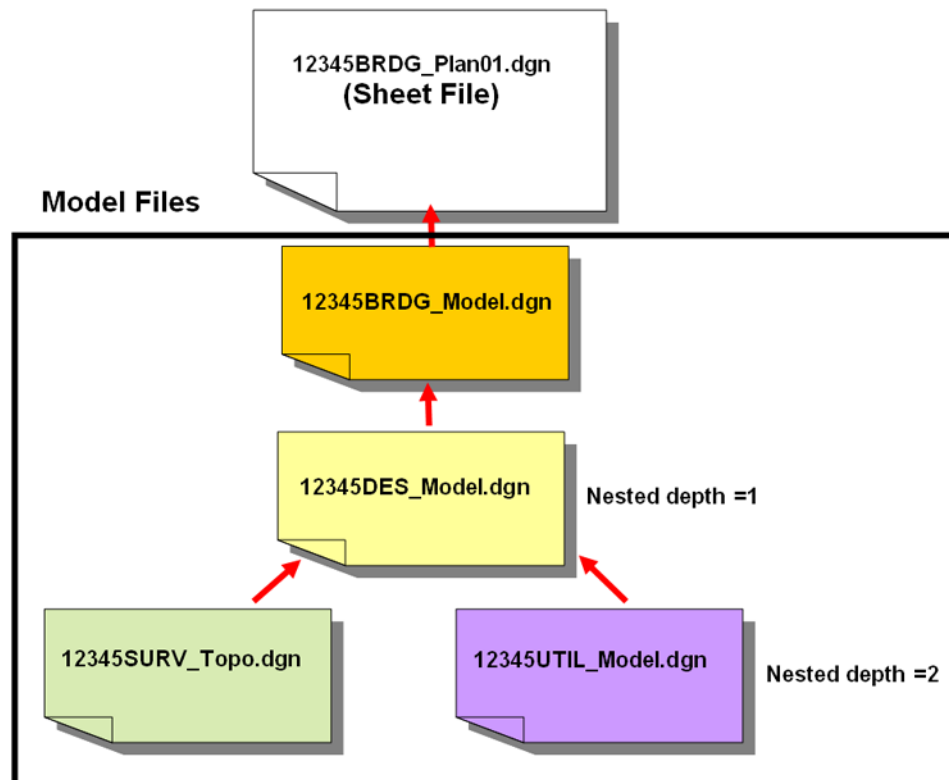 12345BRDG_Plan01.dgn
(Sheet File)
Model Files
12345BRDG_Model.dgn
12345DES_Model.dgn
Nested depth =1
12345SURV_Topo.dgn
12345UTIL_Model.dgn
Nested depth =2